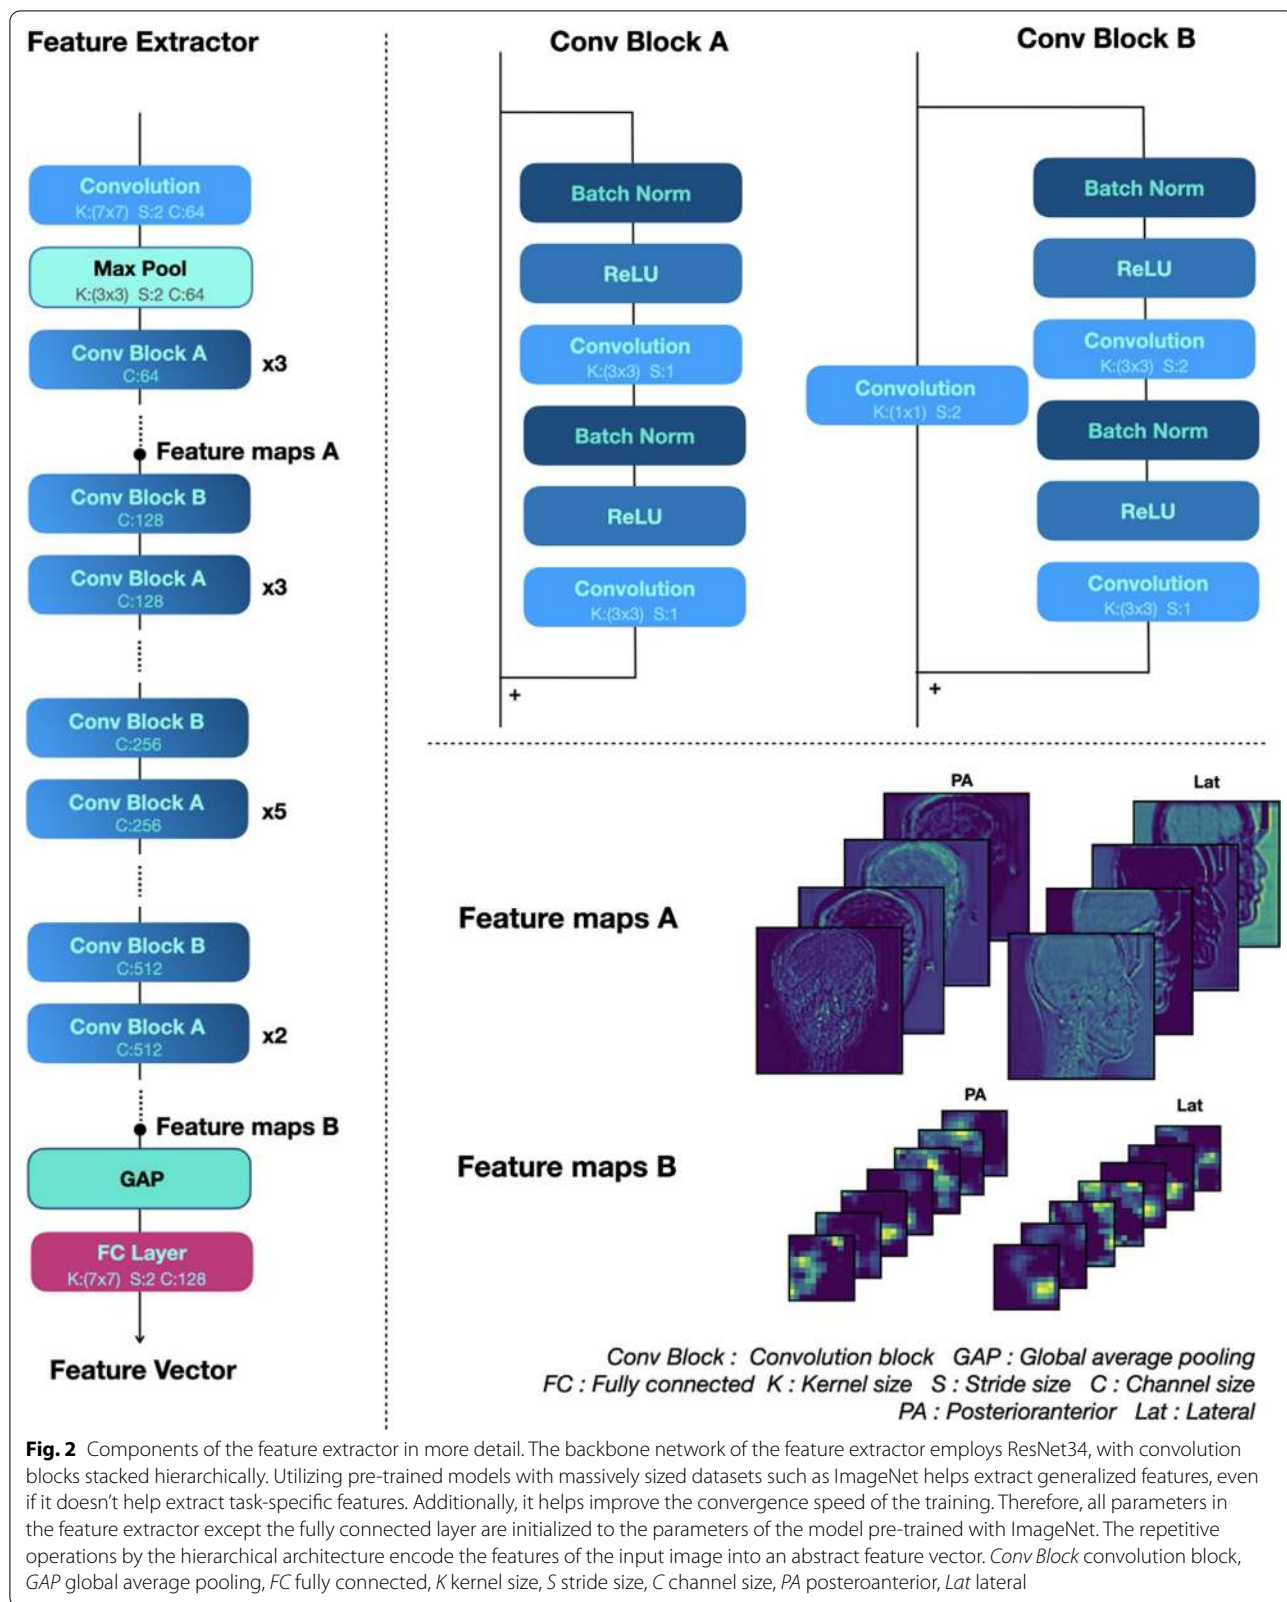 Feature Extractor
Convolution
K:(7x7) S:2 C:64
Max Pool
K:(3x3) S:2 C:64
Conv Block A
C:64
x3
Feature maps A
Conv Block B
C:128
Conv Block A
C:128
x3
Conv Block B
C:256
Conv Block A
C:256
x5
Conv Block B
C:512
Conv Block A
C:512
x2
Feature maps B
GAP
FC Layer
K:(7x7) S:2 C:128
Feature Vector
Conv Block A
Batch Norm
ReLU
Convolution
K:(3x3) S:1
Batch Norm
ReLU
Convolution
K:(3x3) S:1
+
Conv Block B
Batch Norm
ReLU
Convolution
K:(3x3) S:2
Convolution
K:(1x1) S:2
Batch Norm
ReLU
Convolution
K:(3x3) S:1
+
PA
Lat
Feature maps A
PA
Lat
Feature maps B
Conv Block : Convolution block GAP : Global average pooling
FC : Fully connected K : Kernel size S : Stride size C : Channel size
PA : Posterioranterior Lat : Lateral
Fig. 2 Components of the feature extractor in more detail. The backbone network of the feature extractor employs ResNet34, with convolution
blocks stacked hierarchically. Utilizing pre-trained models with massively sized datasets such as ImageNet helps extract generalized features, even
if it doesn't help extract task-specific features. Additionally, it helps improve the convergence speed of the training. Therefore, all parameters in
the feature extractor except the fully connected layer are initialized to the parameters of the model pre-trained with ImageNet. The repetitive
operations by the hierarchical architecture encode the features of the input image into an abstract feature vector. Conv Block convolution block,
GAP global average pooling, FC fully connected, K kernel size, S stride size, C channel size, PA posteroanterior, Lat lateral